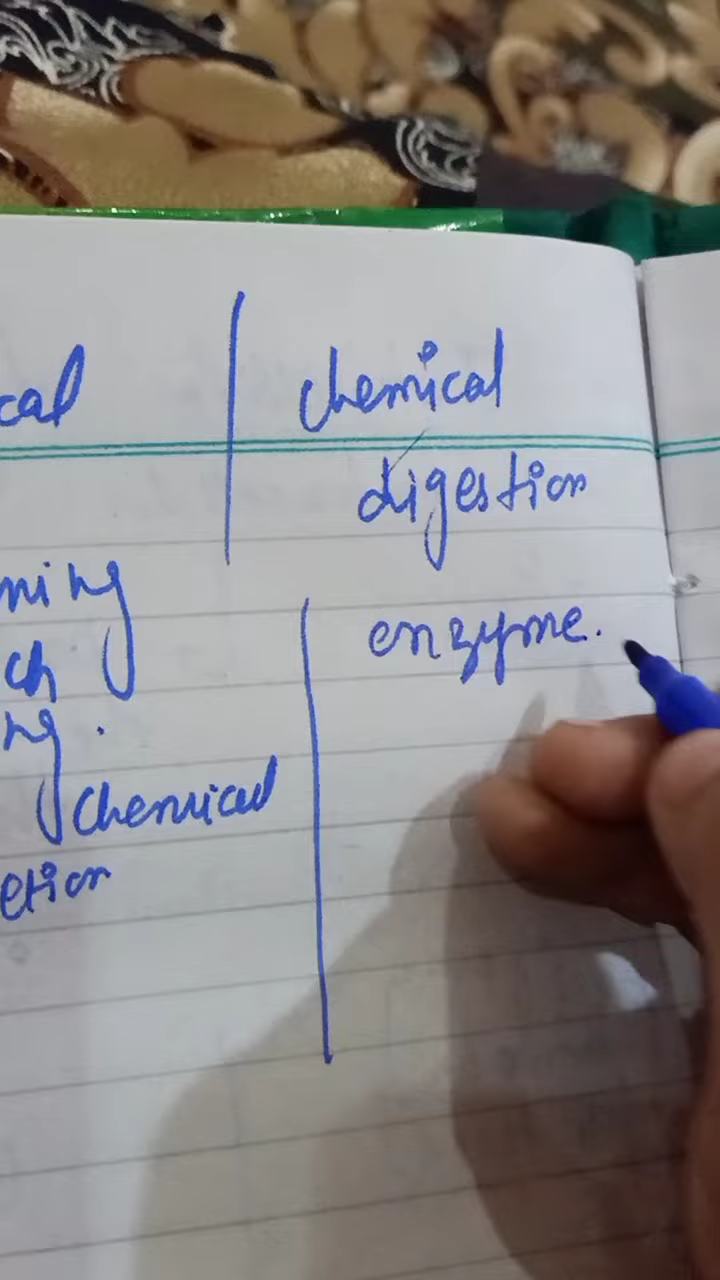 cal | chemical
digestion
ning
ch
enzyme.
ng.
chemical
etion